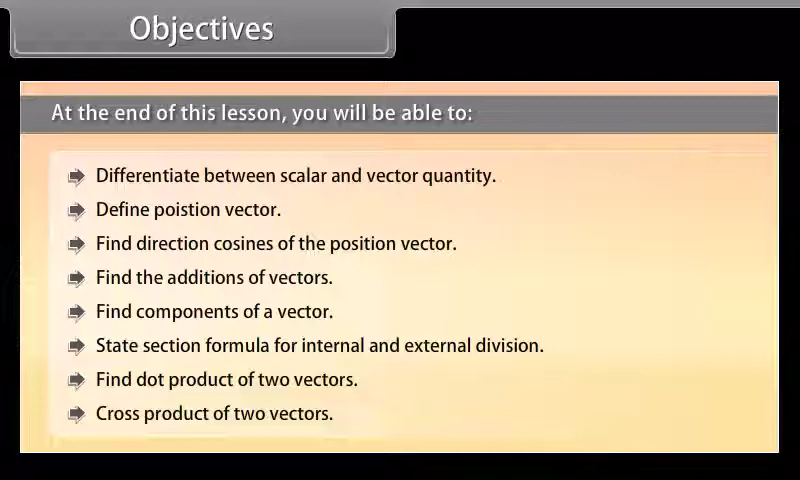 Objectives
At the end of this lesson, you will be able to:
Differentiate between scalar and vector quantity.
Define poistion vector.
Find direction cosines of the position vector.
Find the additions of vectors.
Find components of a vector.
State section formula for internal and external division.
Find dot product of two vectors.
Cross product of two vectors.